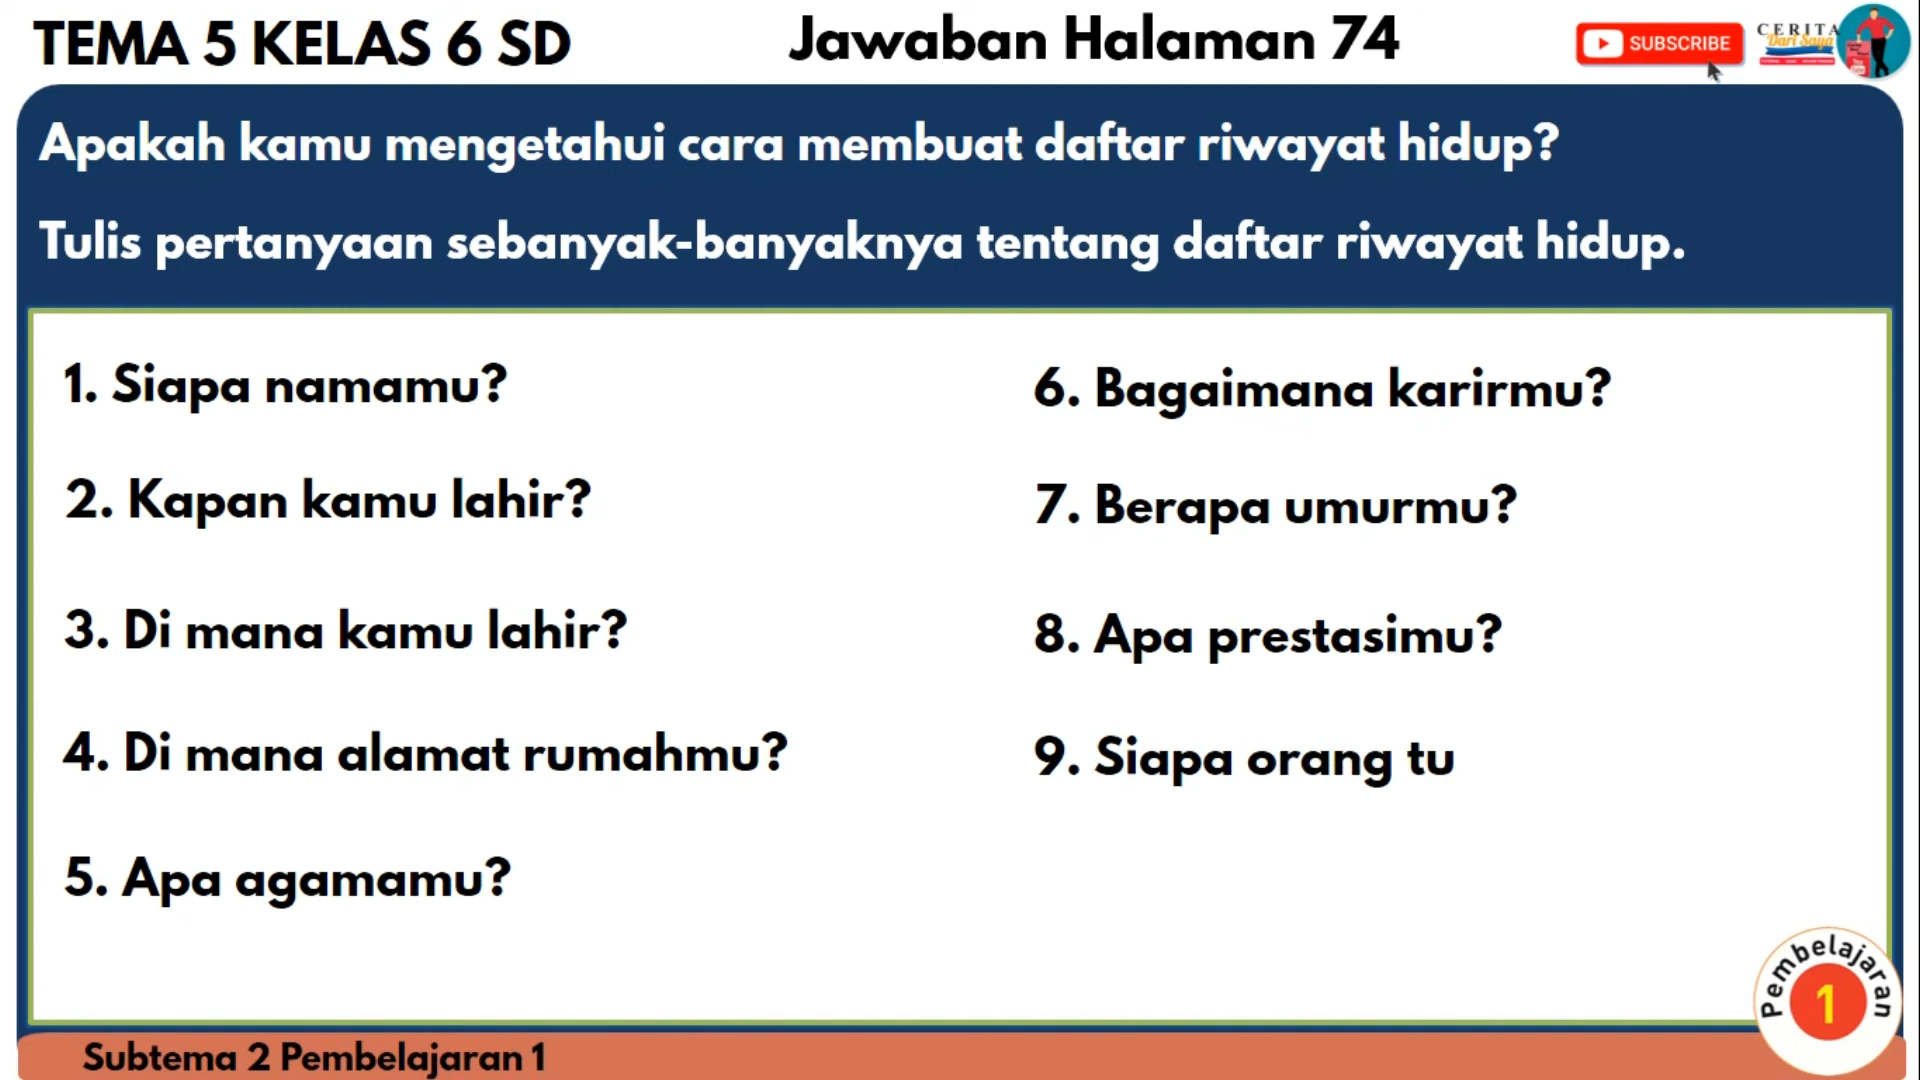 TEMA 5 KELAS 6 SD
Jawaban Halaman 74
SUBSCRIBE
CERITA
Dari Saya
Apakah kamu mengetahui cara membuat daftar riwayat hidup?
Tulis pertanyaan sebanyak-banyaknya tentang daftar riwayat hidup.
1. Siapa namamu?
2. Kapan kamu lahir?
3. Di mana kamu lahir?
4. Di mana alamat rumahmu?
5. Apa agamamu?
6. Bagaimana karirmu?
7. Berapa umurmu?
8. Apa prestasimu?
9. Siapa orang tu
Pembelajaran
1
Subtema 2 Pembelajaran 1